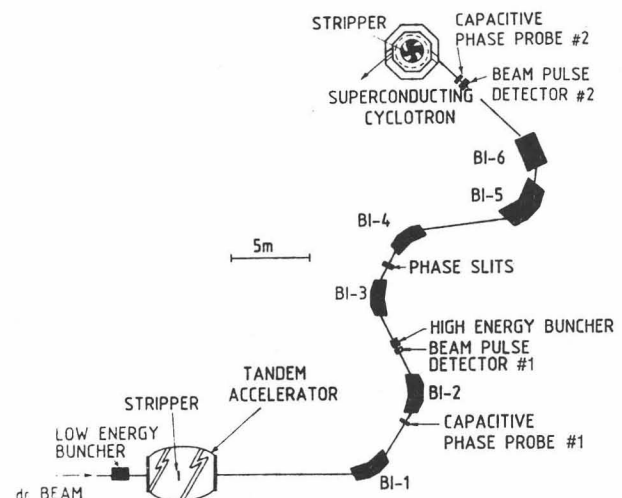 STRIPPER
CAPACITIVE
PHASE PROBE #2
BEAM PULSE
DETECTOR #2
SUPERCONDUCTING
CYCLOTRON
BI-6
BI-5
BI-4
5m
PHASE SLITS
BI-3
HIGH ENERGY BUNCHER
BEAM PULSE
DETECTOR #1
TANDEM
ACCELERATOR
BI-2
STRIPPER
CAPACITIVE
PHASE PROBE #1
LOW ENERGY
BUNCHER
BI-1
dc BEAM